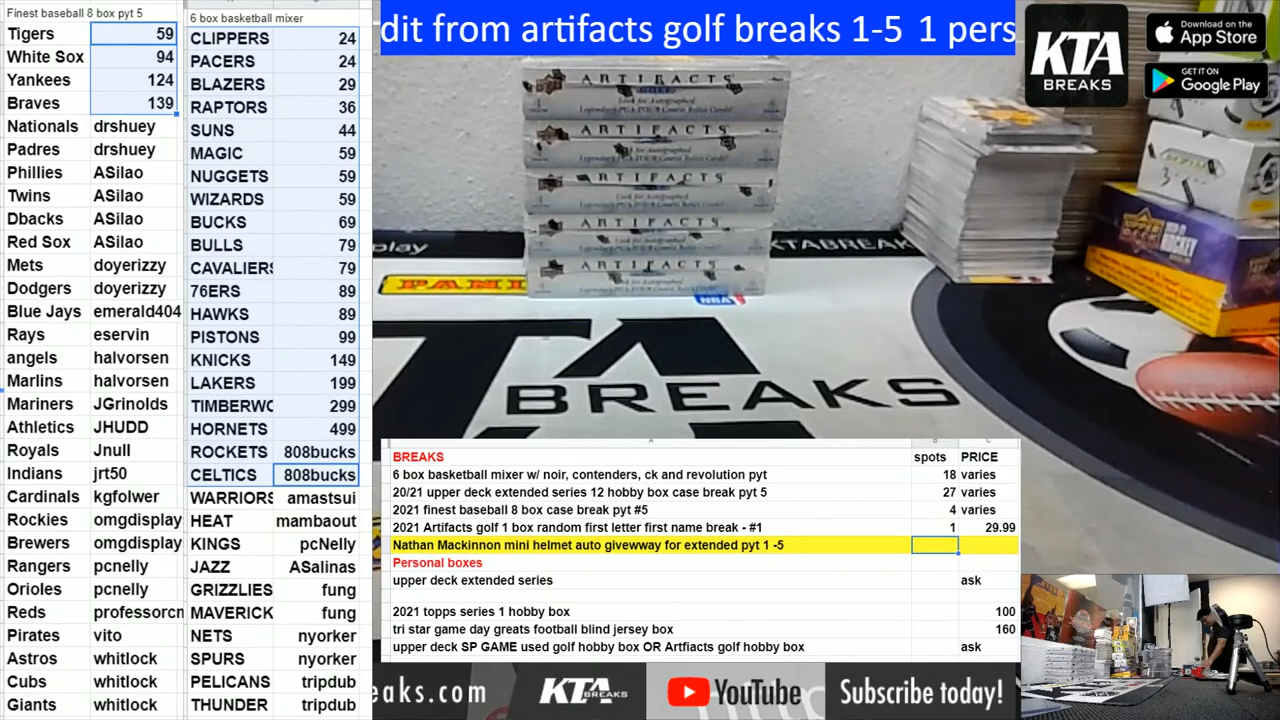 Finest baseball 8 box pyt 5
Tigers 59
White Sox 94
Yankees 124
Braves 139
Nationals drshuey
Padres drshuey
Phillies ASilao
Twins ASilao
Dbacks ASilao
Red Sox ASilao
Mets doyerizzy
Dodgers doyerizzy
Blue Jays emerald404
Rays eservin
angels halvorsen
Marlins halvorsen
Mariners JGrinolds
Athletics JHUDD
Royals Jnull
Indians jrt50
Cardinals kgfolwer
Rockies omgdisplay
Brewers omgdisplay
Rangers pcnelly
Orioles pcnelly
Reds professorcn
Pirates vito
Astros whitlock
Cubs whitlock
Giants whitlock
6 box basketball mixer
CLIPPERS 24
PACERS 24
BLAZERS 29
RAPTORS 36
SUNS 44
MAGIC 59
NUGGETS 59
WIZARDS 59
BUCKS 69
BULLS 79
CAVALIERS 79
76ERS 89
HAWKS 89
PISTONS 99
KNICKS 149
LAKERS 199
TIMBERWO 299
HORNETS 499
ROCKETS 808bucks
CELTICS 808bucks
WARRIORS amastsui
HEAT mambaout
KINGS pcNelly
JAZZ ASalinas
GRIZZLIES fung
MAVERICK fung
NETS nyorker
SPURS nyorker
PELICANS tripdub
THUNDER tripdub
dit from artifacts golf breaks 1-5 1 pers
KTA
BREAKS
Download on the
App Store
GET IT ON
Google Play
ARTIFACTS
ARTIFACTS
ARTIFACTS
ARTIFACTS
ARTIFACTS
play
KTABREAK
PANINI
NBA
UPPER DECK
HOCKEY
TA
BREAKS
BREAKS spots PRICE
6 box basketball mixer w/ noir, contenders, ck and revolution pyt 18 varies
20/21 upper deck extended series 12 hobby box case break pyt 5 27 varies
2021 finest baseball 8 box case break pyt #5 4 varies
2021 Artifacts golf 1 box random first letter first name break - #1 1 29.99
Nathan Mackinnon mini helmet auto givewway for extended pyt 1 -5
Personal boxes
upper deck extended series ask
2021 topps series 1 hobby box 100
tri star game day greats football blind jersey box 160
upper deck SP GAME used golf hobby box OR Artfiacts golf hobby box ask
eaks.com
KTA
BREAKS
YouTube
Subscribe today!